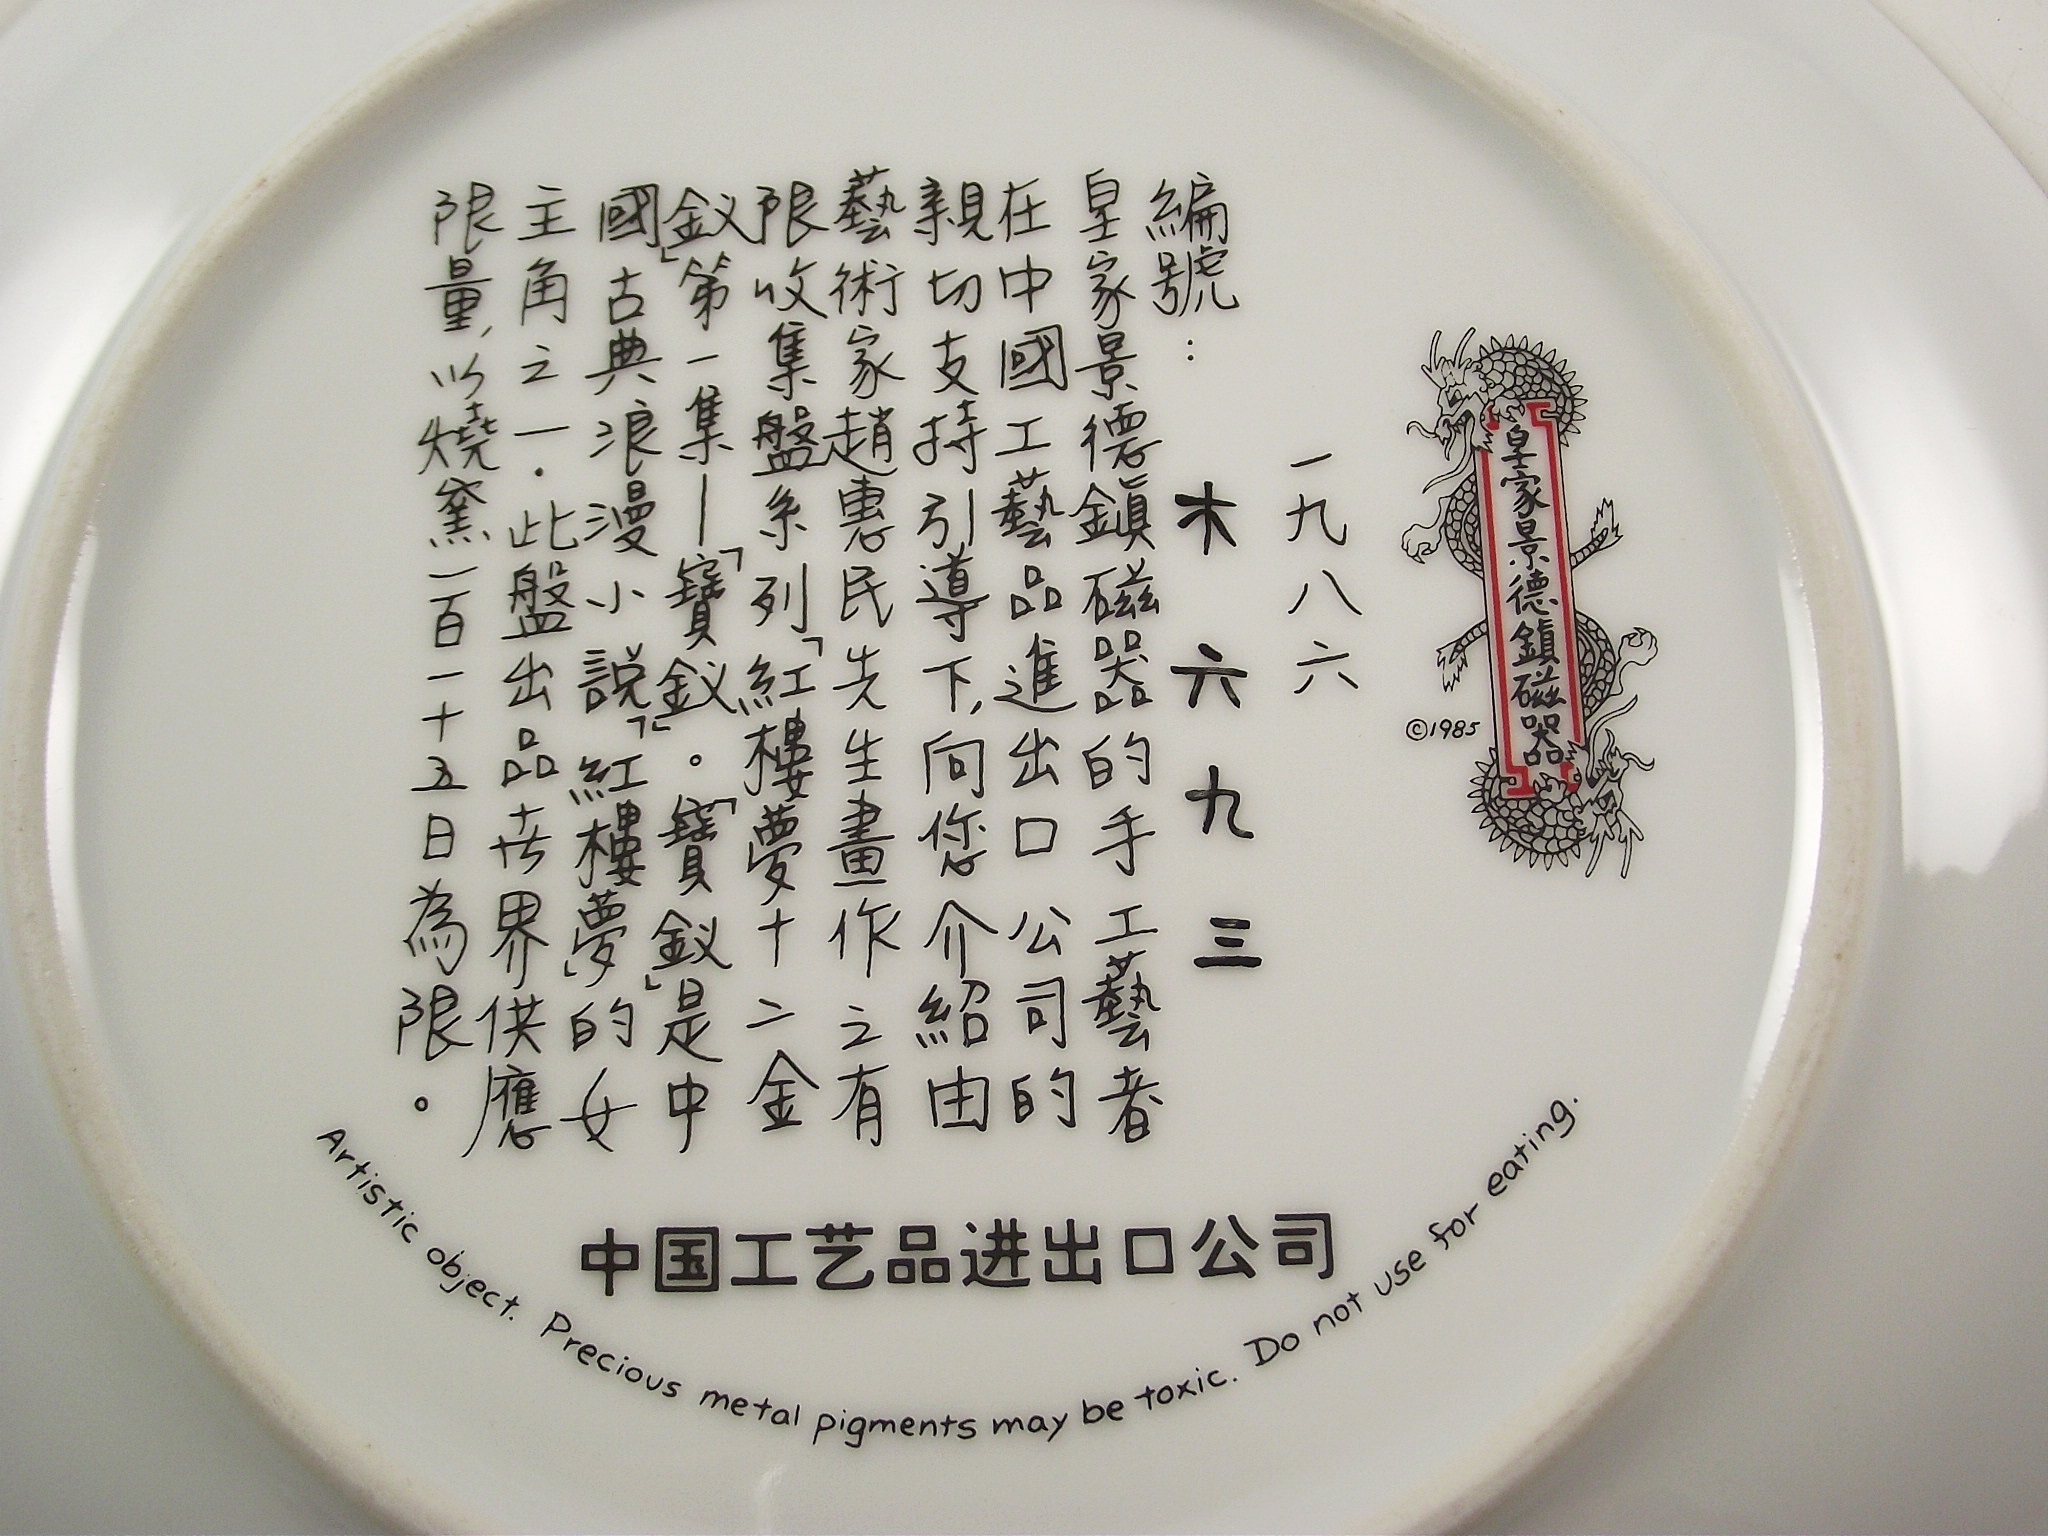 皇家景德鎮磁器
©1985
一九八六
編號：
木六九三
皇家景德鎮磁器的手工藝者
在中國工藝品進出口公司的
親切支持引導下，向您介紹由
藝術家趙惠民先生畫作之有
限收集盤系列「紅樓夢十二金
釵」第一集—「寶釵」。「寶釵」是中
國古典浪漫小說「紅樓夢」的女
主角之一．此盤出品世界供應
限量，以燒窯一百一十五日為限。
中国工艺品进出口公司
Artistic object. Precious metal pigments may be toxic. Do not use for eating.